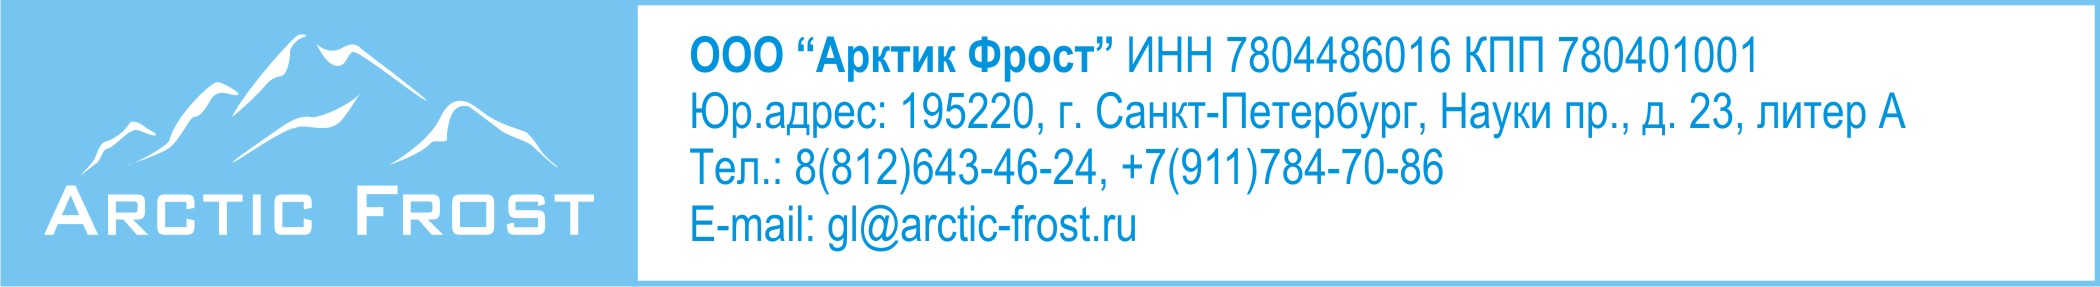 ARCTIC FROST
ООО “Арктик Фрост” ИНН 7804486016 КПП 780401001
Юр.адрес: 195220, г. Санкт-Петербург, Науки пр., д. 23, литер А
Тел.: 8(812)643-46-24, +7(911)784-70-86
E-mail: gl@arctic-frost.ru